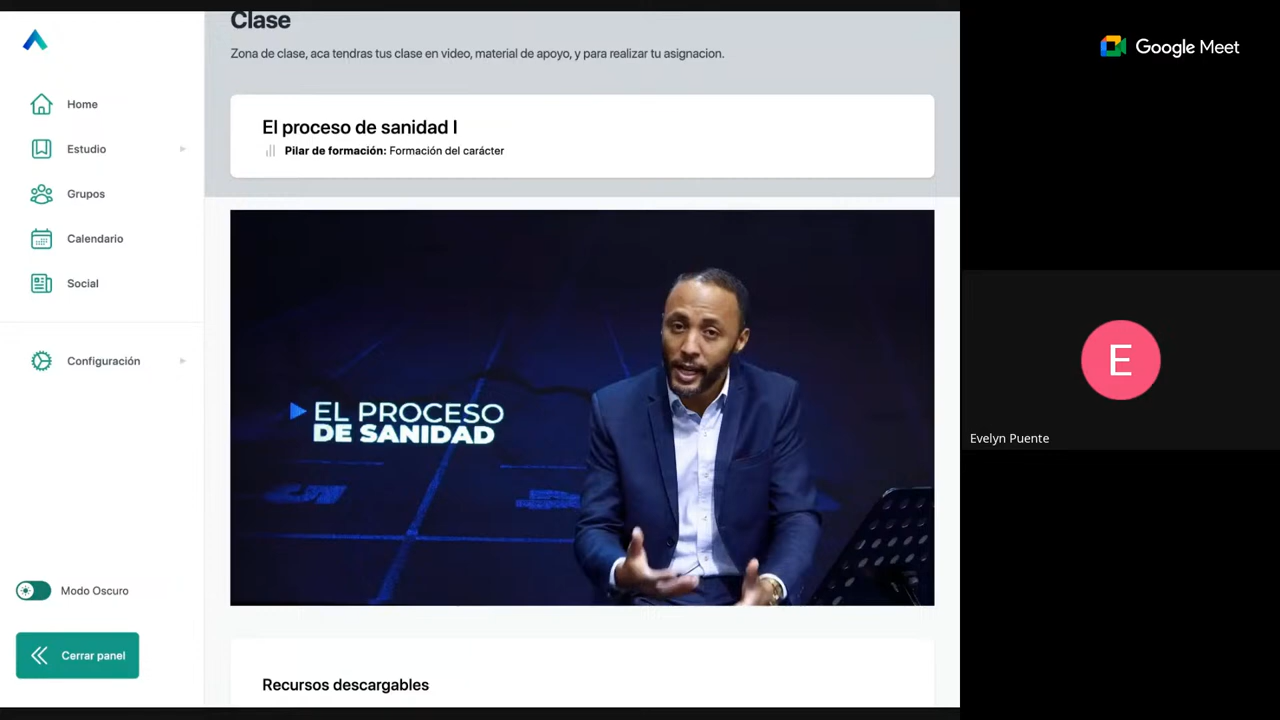 Clase
Zona de clase, aca tendras tus clase en video, material de apoyo, y para realizar tu asignacion.
Google Meet
Home
Estudio
Grupos
Calendario
Social
Configuración
Modo Oscuro
Cerrar panel
El proceso de sanidad I
Pilar de formación: Formación del carácter
EL PROCESO
DE SANIDAD
Recursos descargables
E
Evelyn Puente